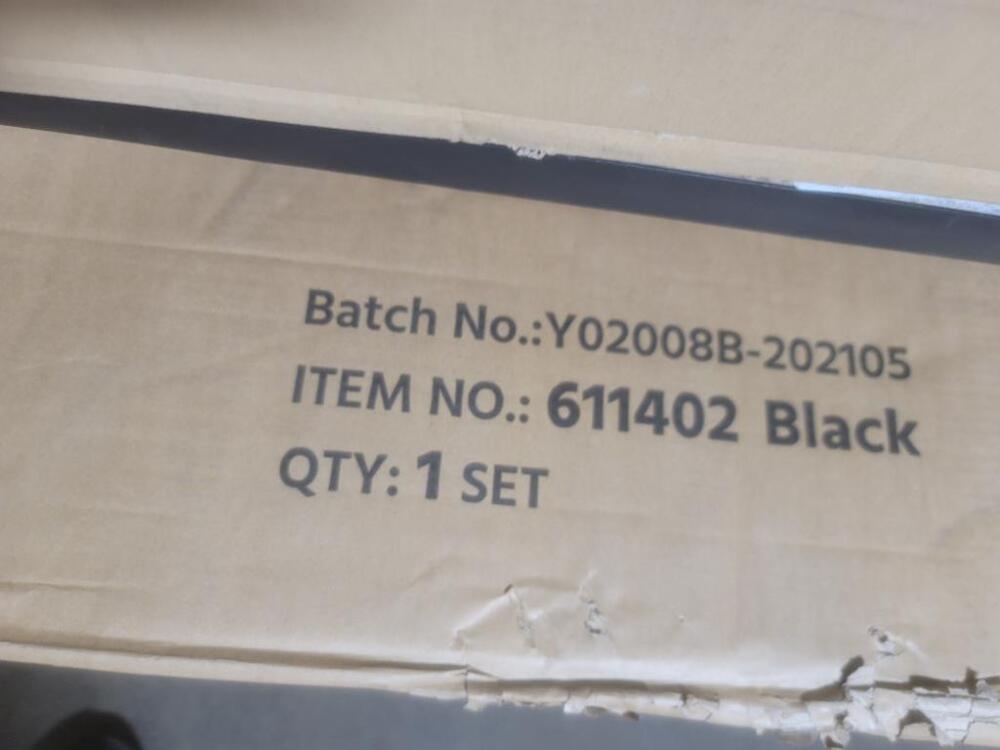 Batch No.:Y02008B-202105
ITEM NO.: 611402 Black
QTY: 1 SET